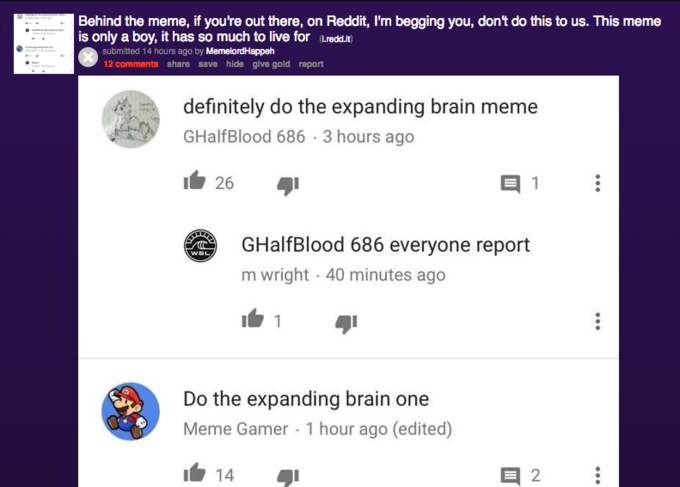 Behind the meme, if you're out there, on Reddit, I'm begging you, don't do this to us. This meme
is only a boy, it has so much to live for (i.redd.it)
submitted 14 hours ago by MemelordHappeh
12 comments share save hide give gold report
definitely do the expanding brain meme
GHalfBlood 686 · 3 hours ago
26 1
WSL
GHalfBlood 686 everyone report
m wright · 40 minutes ago
1
Do the expanding brain one
Meme Gamer · 1 hour ago (edited)
14 2